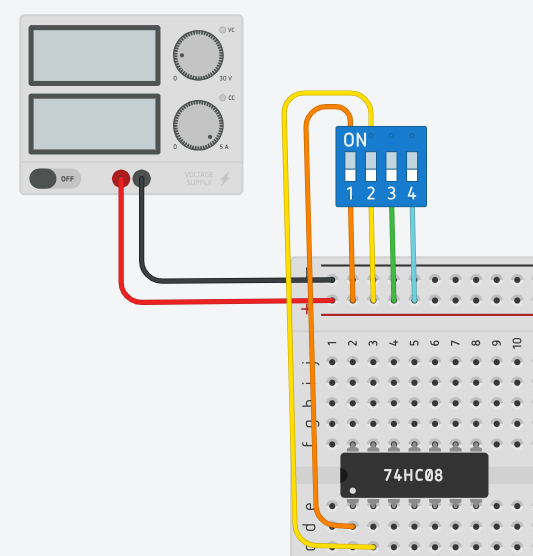 VC
0 30 V
CC
0 5 A
OFF
VOLTAGE
SUPPLY
ON
1 2 3 4
- 
+
1 2 3 4 5 6 7 8 9 10
j
i
h
g
f
74HC08
e
d
c